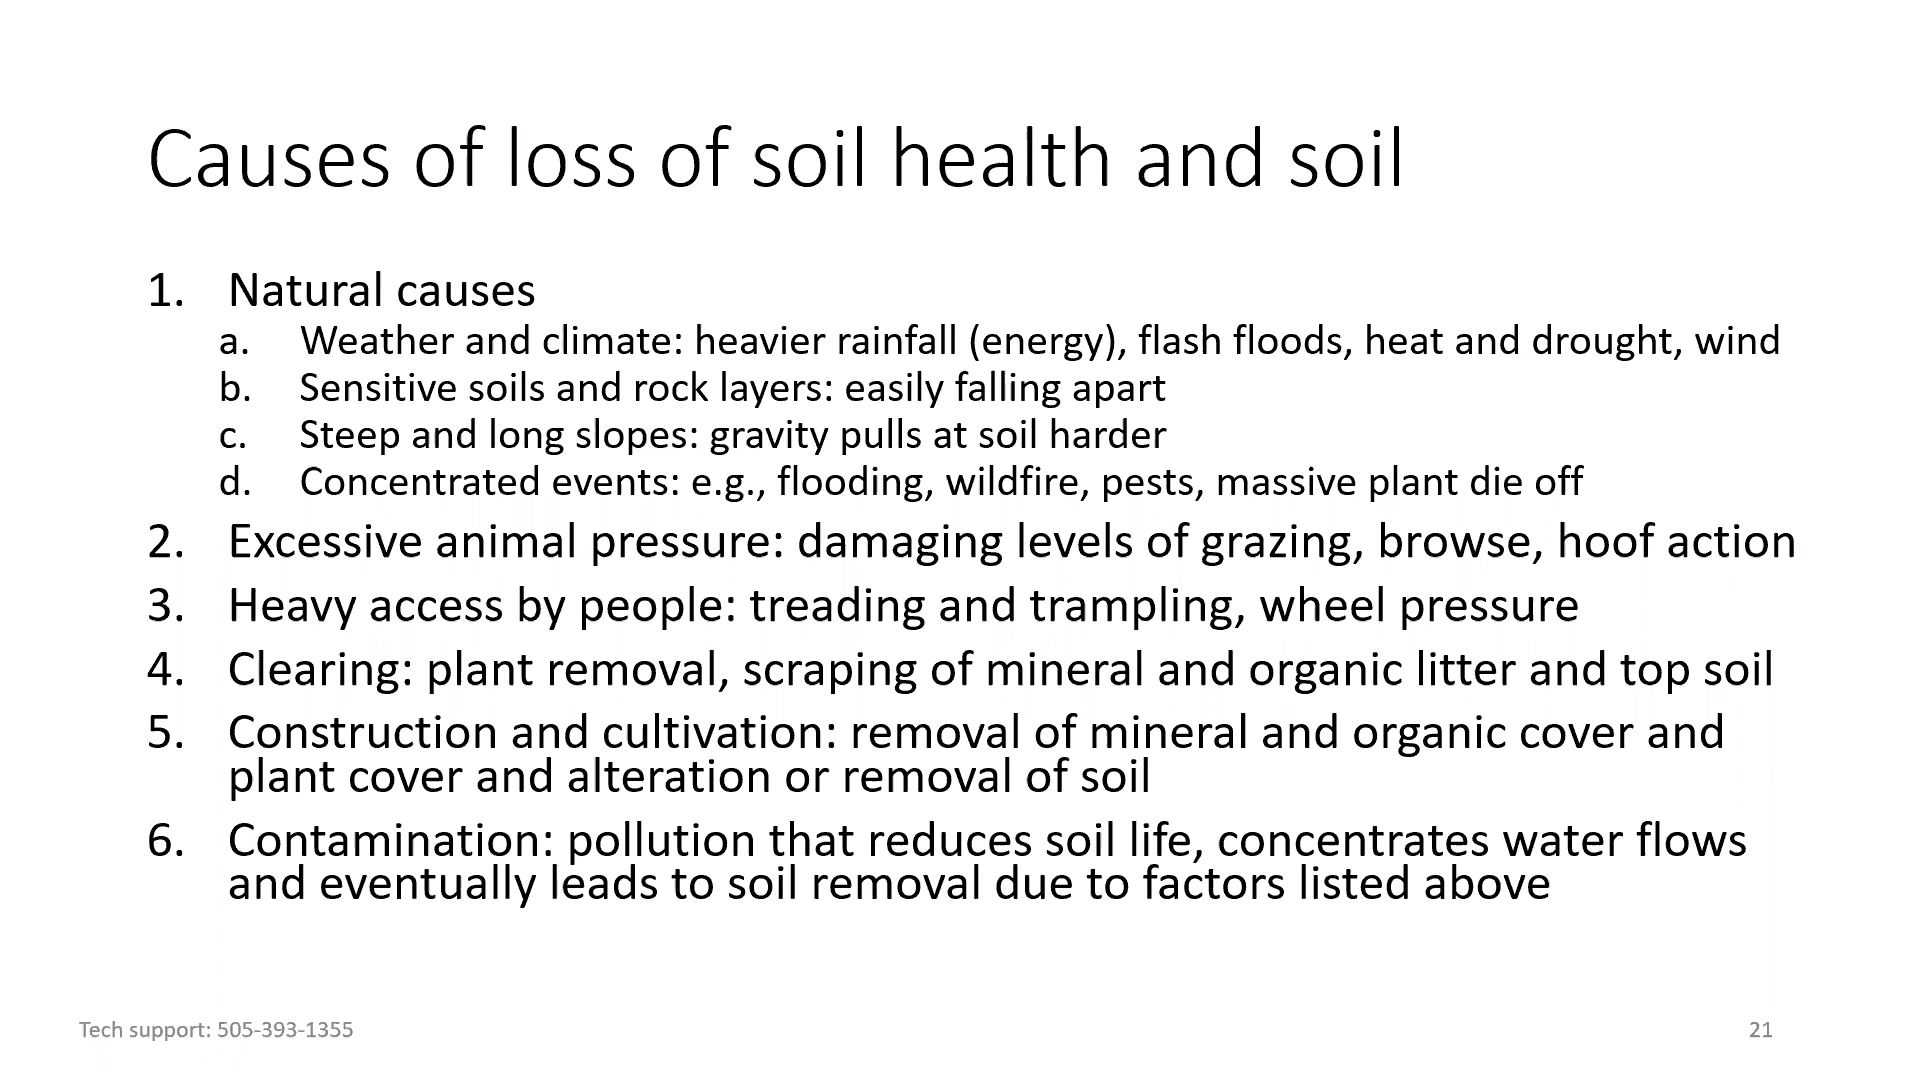 Causes of loss of soil health and soil
1. Natural causes
a. Weather and climate: heavier rainfall (energy), flash floods, heat and drought, wind
b. Sensitive soils and rock layers: easily falling apart
c. Steep and long slopes: gravity pulls at soil harder
d. Concentrated events: e.g., flooding, wildfire, pests, massive plant die off
2. Excessive animal pressure: damaging levels of grazing, browse, hoof action
3. Heavy access by people: treading and trampling, wheel pressure
4. Clearing: plant removal, scraping of mineral and organic litter and top soil
5. Construction and cultivation: removal of mineral and organic cover and
plant cover and alteration or removal of soil
6. Contamination: pollution that reduces soil life, concentrates water flows
and eventually leads to soil removal due to factors listed above
Tech support: 505-393-1355
21